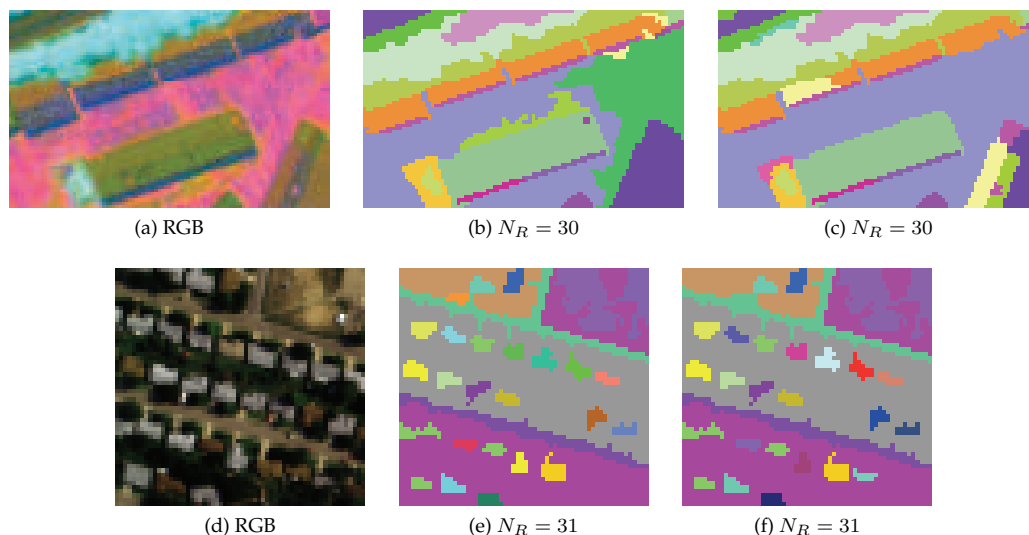 (a) RGB
(b) N_R = 30
(c) N_R = 30
(d) RGB
(e) N_R = 31
(f) N_R = 31